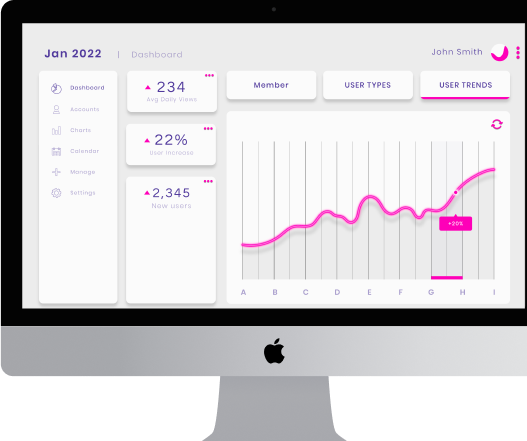 Jan 2022 | Dashboard
John Smith
Dashboard
Accounts
Charts
Calendar
Manage
Settings
234
Avg Daily Views
22%
User Increase
2,345
New users
Member
USER TYPES
USER TRENDS
+20%
A B C D E F G H I